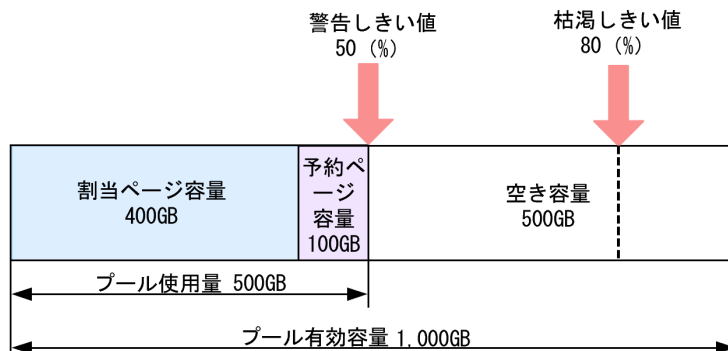 警告しきい値
50 (%)
枯渇しきい値
80 (%)
割当ページ容量
400GB
予約ペ
ージ
容量
100GB
空き容量
500GB
プール使用量 500GB
プール有効容量 1,000GB